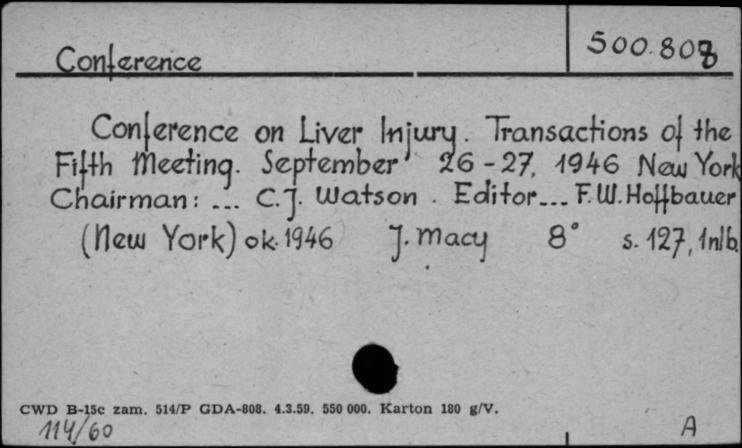 Conference
500.808
Conference on Liver Injury. Transactions of the
Fifth Meeting. September 26-27, 1946 New York
Chairman: ... C.J. Watson. Editor... F.W. Hoffbauer
(New York) ok. 1946 J. Macy 8° s. 127, 1nlb.
CWD B-15c zam. 514/P GDA-808. 4.3.59. 550 000. Karton 180 g/V.
114/60
A